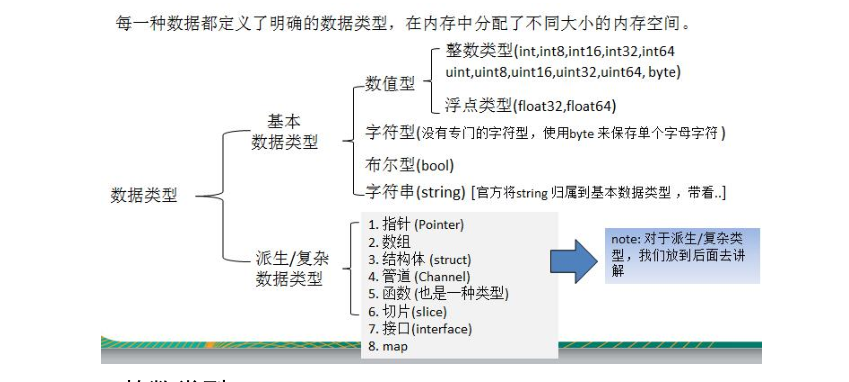 每一种数据都定义了明确的数据类型，在内存中分配了不同大小的内存空间。
整数类型(int,int8,int16,int32,int64
uint,uint8,uint16,uint32,uint64, byte)
数值型
浮点类型(float32,float64)
基本
数据类型
字符型(没有专门的字符型，使用byte 来保存单个字母字符 )
布尔型(bool)
字符串(string) [官方将string 归属到基本数据类型 ，带看..]
数据类型
派生/复杂
数据类型
1. 指针 (Pointer)
2. 数组
3. 结构体 (struct)
4. 管道 (Channel)
5. 函数 (也是一种类型)
6. 切片(slice)
7. 接口(interface)
8. map
note: 对于派生/复杂类
型，我们放到后面去讲
解